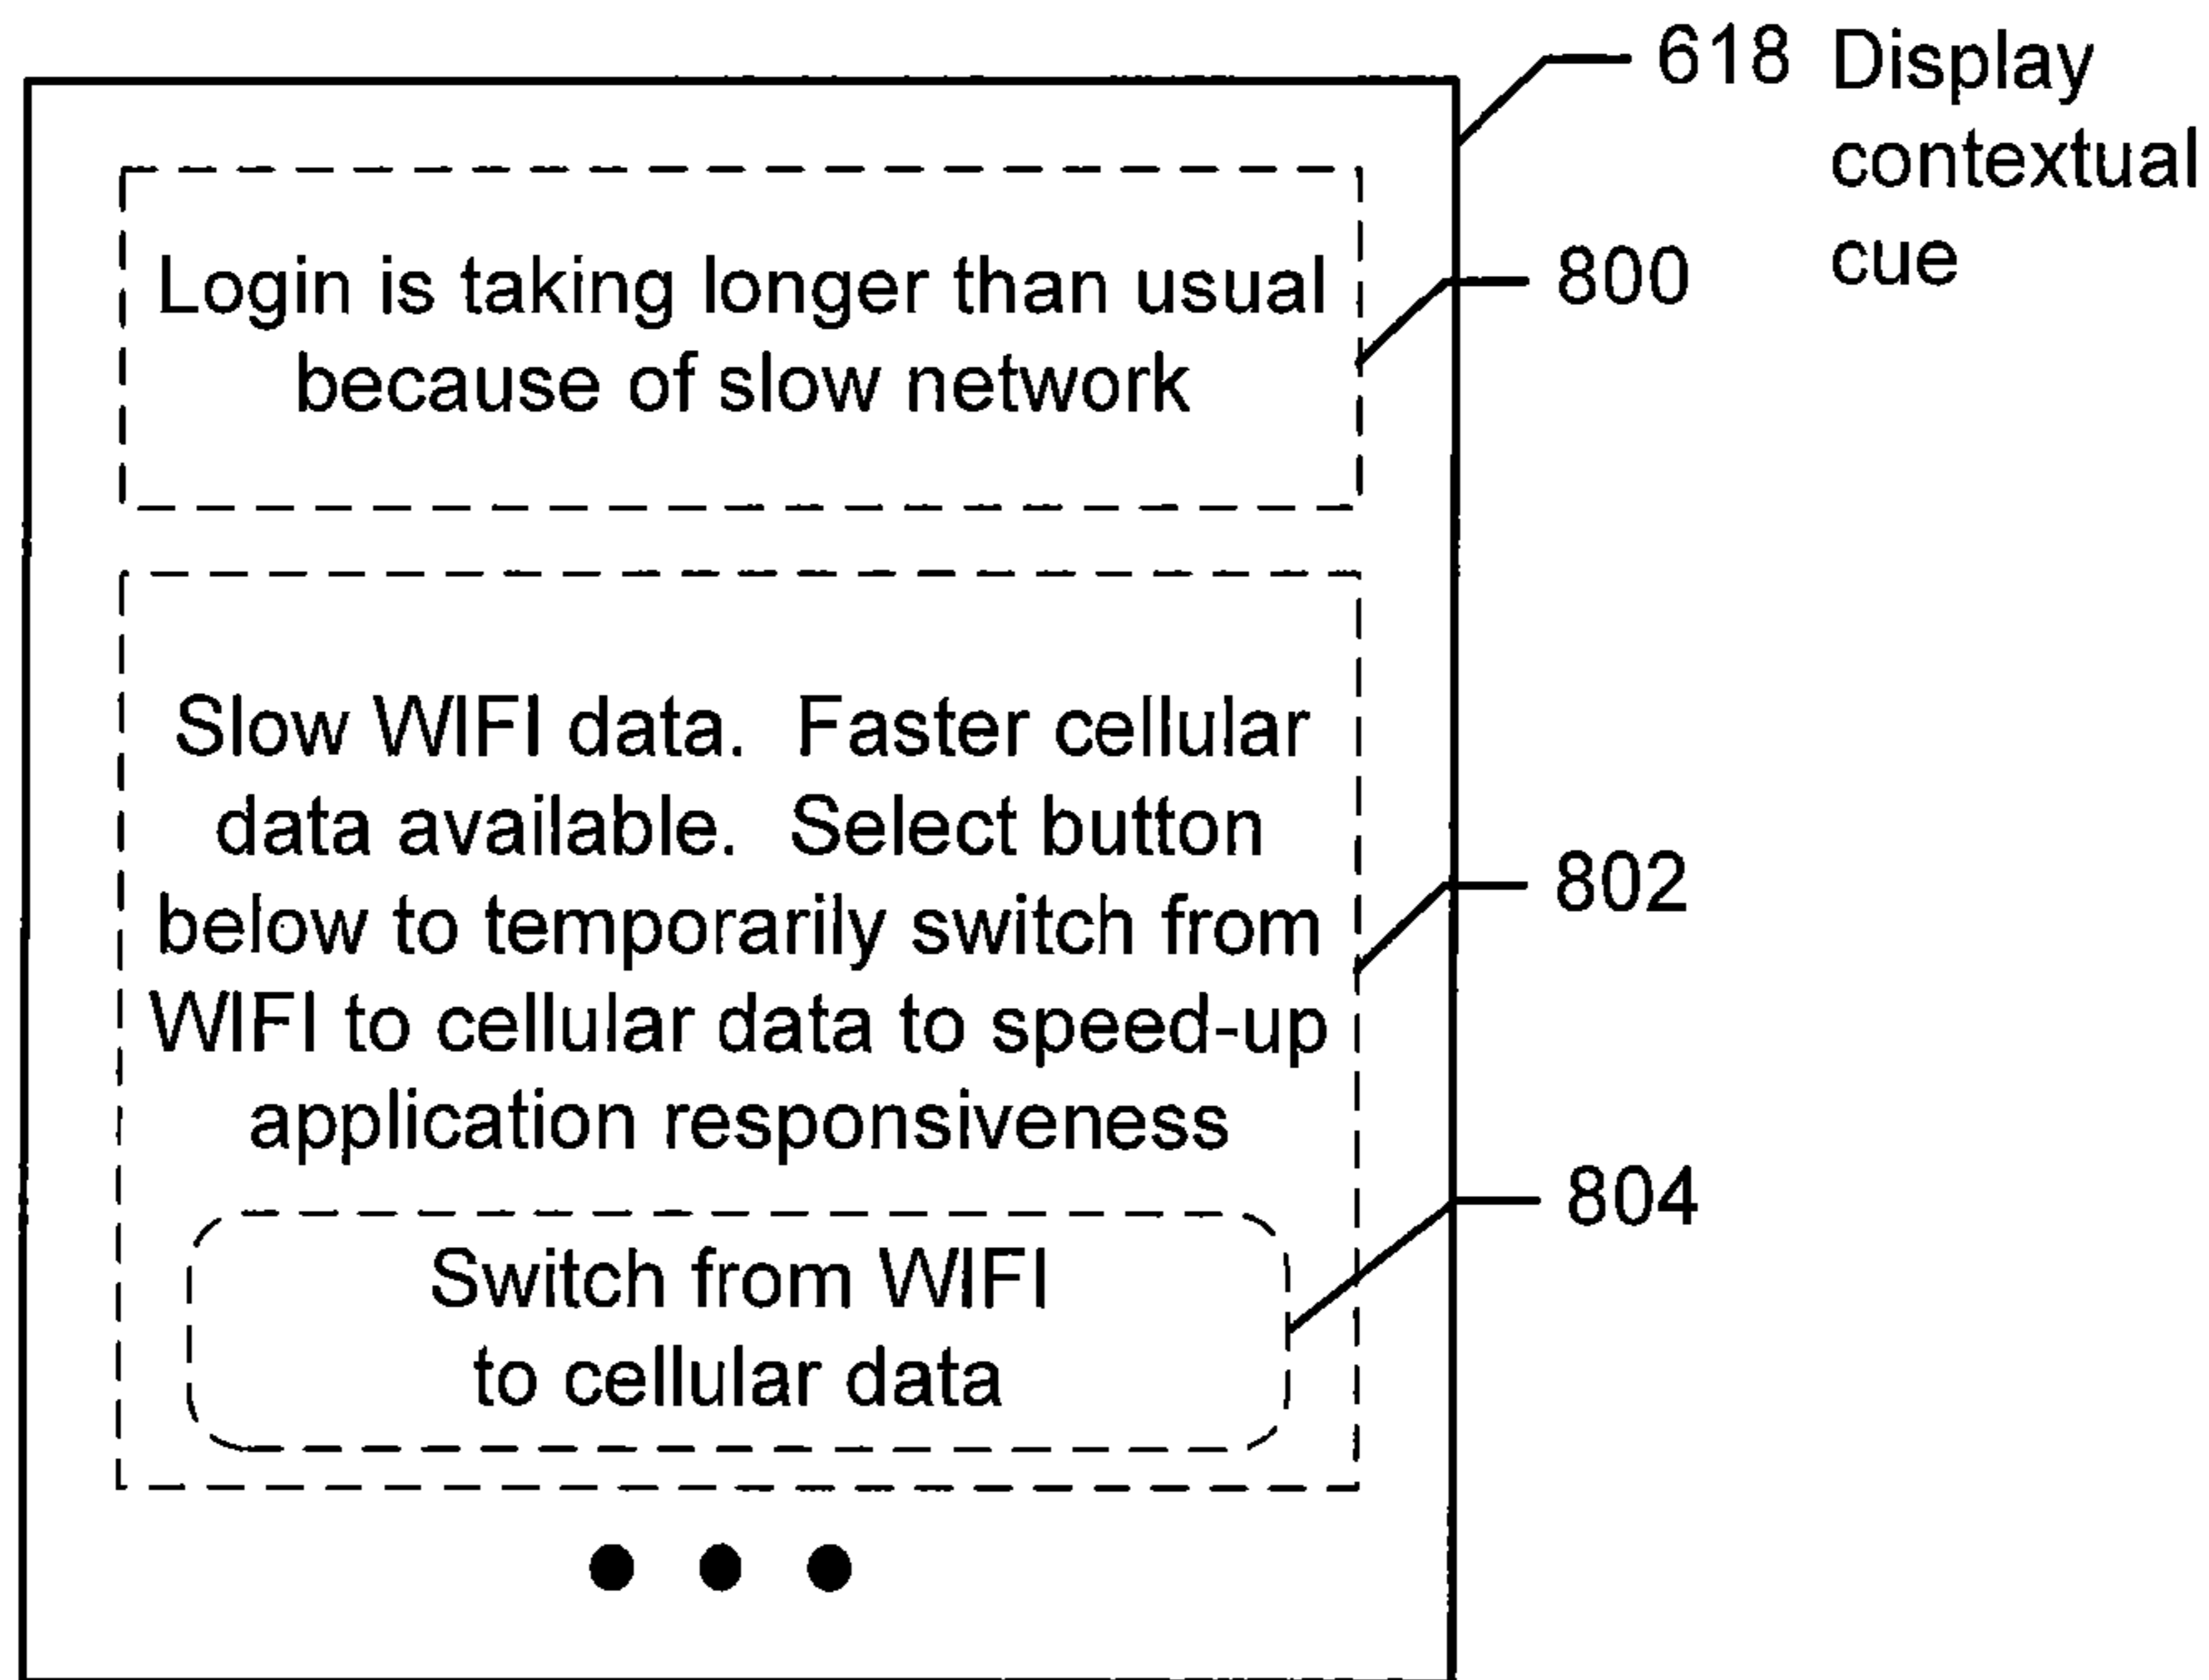 618 Display
contextual
cue
Login is taking longer than usual
because of slow network
800
Slow WIFI data.  Faster cellular
data available.  Select button
below to temporarily switch from
WIFI to cellular data to speed-up
application responsiveness
802
Switch from WIFI
to cellular data
804